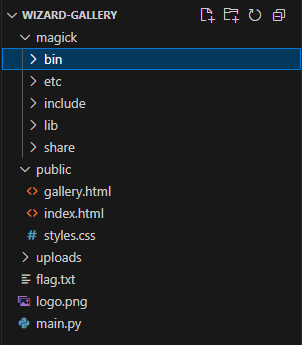 WIZARD-GALLERY
magick
bin
etc
include
lib
share
public
gallery.html
index.html
styles.css
uploads
flag.txt
logo.png
main.py